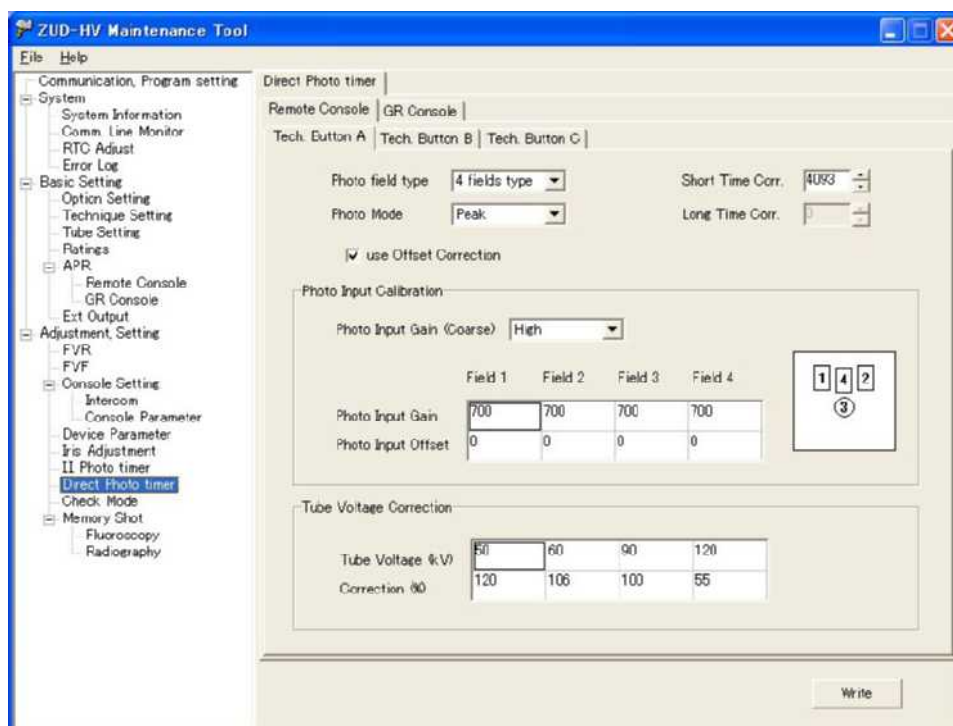 ZUD-HV Maintenance Tool
File Help
Communication, Program setting
System
System Information
Comm. Line Monitor
RTC Adjust
Error Log
Basic Setting
Option Setting
Technique Setting
Tube Setting
Ratings
APR
Remote Console
GR Console
Ext Output
Adjustment, Setting
FVR
FVF
Console Setting
Intercom
Console Parameter
Device Parameter
Iris Adjustment
II Photo timer
Direct Photo timer
Check Mode
Memory Shot
Fluoroscopy
Radiography
Direct Photo timer
Remote Console GR Console
Tech. Button A Tech. Button B Tech. Button C
Photo field type 4 fields type Short Time Corr. 4093
Photo Mode Peak Long Time Corr. 0
use Offset Correction
Photo Input Calibration
Photo Input Gain (Coarse) High
Field 1 Field 2 Field 3 Field 4
Photo Input Gain 700 700 700 700
Photo Input Offset 0 0 0 0
1 4 2
3
Tube Voltage Correction
Tube Voltage (kV) 50 60 90 120
Correction (%) 120 106 100 55
Write